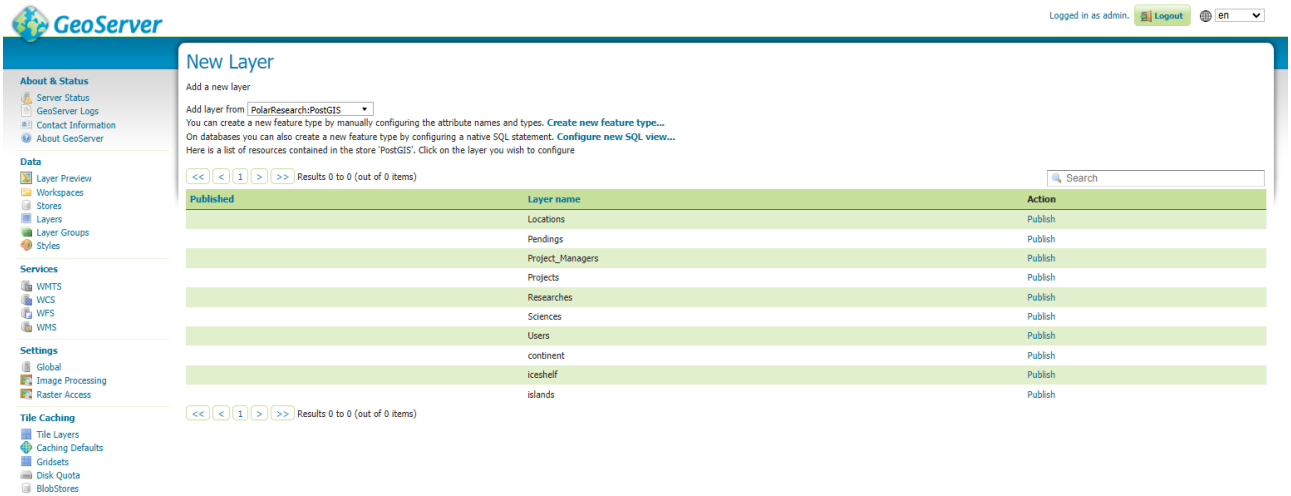 GeoServer
Logged in as admin. Logout en
About & Status
Server Status
GeoServer Logs
Contact Information
About GeoServer
Data
Layer Preview
Workspaces
Stores
Layers
Layer Groups
Styles
Services
WMTS
WCS
WFS
WMS
Settings
Global
Image Processing
Raster Access
Tile Caching
Tile Layers
Caching Defaults
Gridsets
Disk Quota
BlobStores
New Layer
Add a new layer
Add layer from PolarResearch:PostGIS
You can create a new feature type by manually configuring the attribute names and types. Create new feature type...
On databases you can also create a new feature type by configuring a native SQL statement. Configure new SQL view...
Here is a list of resources contained in the store 'PostGIS'. Click on the layer you wish to configure
<< < 1 > >> Results 0 to 0 (out of 0 items) Search
Published Layer name Action
Locations Publish
Pendings Publish
Project_Managers Publish
Projects Publish
Researches Publish
Sciences Publish
Users Publish
continent Publish
iceshelf Publish
islands Publish
<< < 1 > >> Results 0 to 0 (out of 0 items)